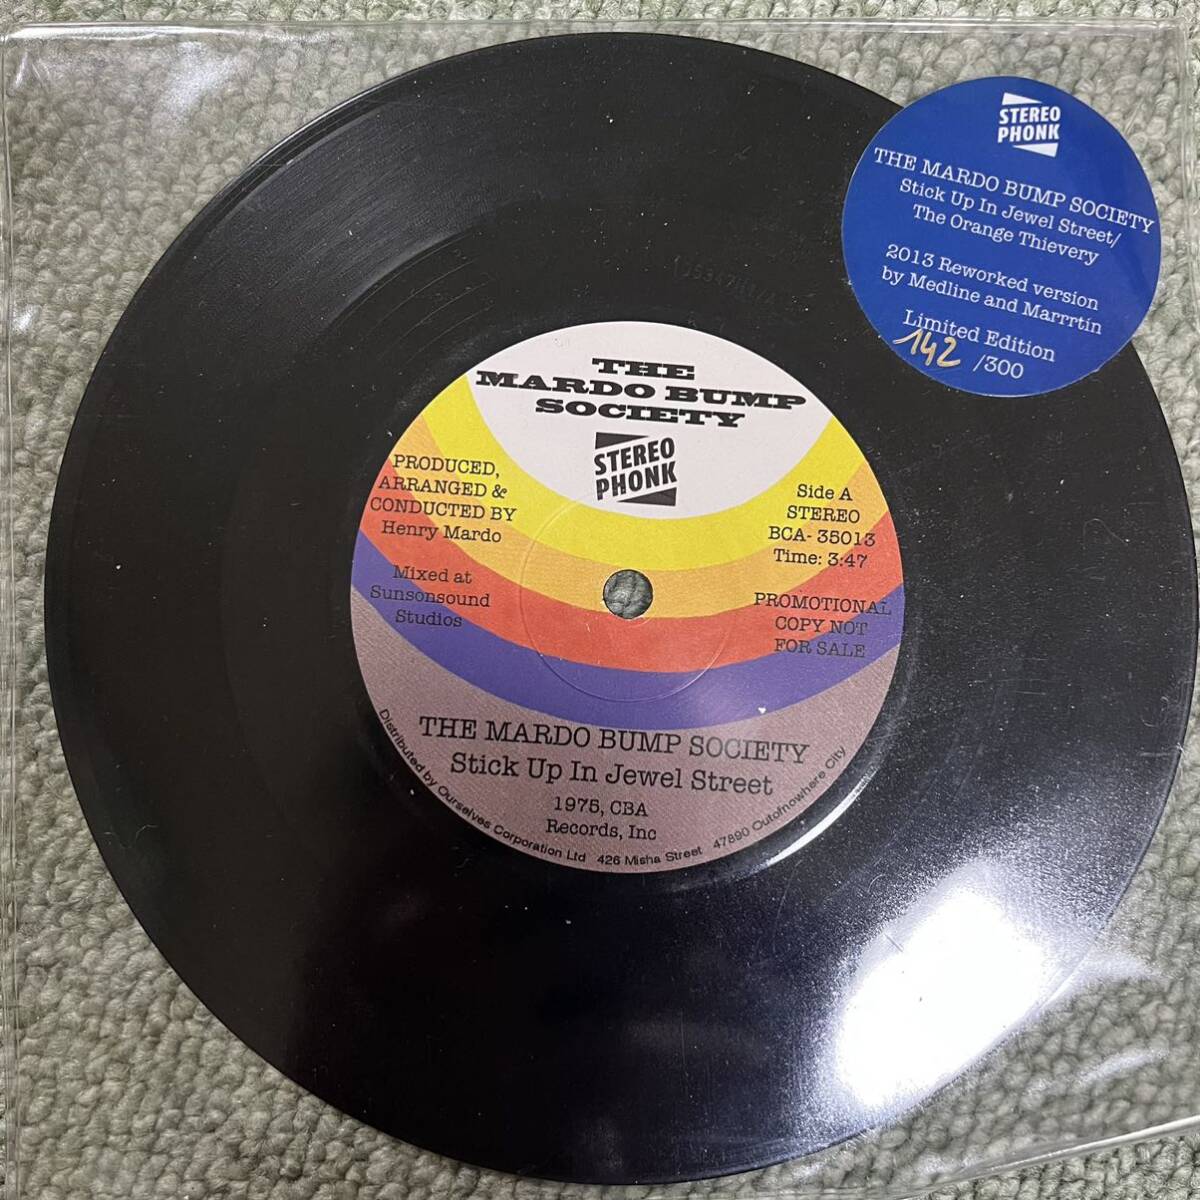 STEREO
PHONK
THE MARDO BUMP SOCIETY
Stick Up In Jewel Street/
The Orange Thievery
2013 Reworked version
by Medline and Marrrtin
Limited Edition
142 /300
THE
MARDO BUMP
SOCIETY
STEREO
PHONK
PRODUCED,
ARRANGED &
CONDUCTED BY
Henry Mardo
Mixed at
Sunsonsound
Studios
Side A
STEREO
BCA- 35013
Time: 3:47
PROMOTIONAL
COPY NOT
FOR SALE
THE MARDO BUMP SOCIETY
Stick Up In Jewel Street
1975, CBA
Records, Inc
Distributed by Ourselves Corporation Ltd 426 Misha Street 47890 Outofnowhere City